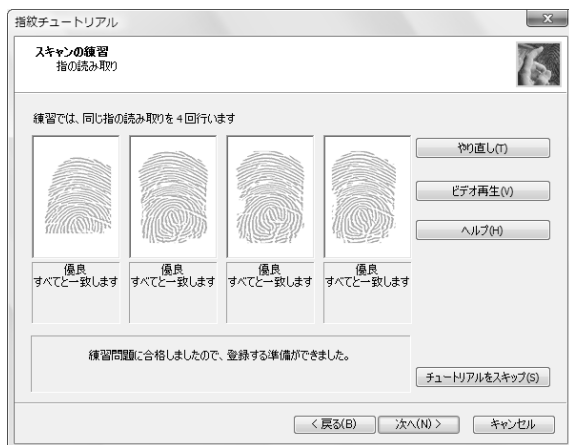 指紋チュートリアル
スキャンの練習
指の読み取り
練習では、同じ指の読み取りを4回行います
やり直し(T)
ビデオ再生(V)
ヘルプ(H)
優良
すべてと一致します
優良
すべてと一致します
優良
すべてと一致します
優良
すべてと一致します
練習問題に合格しましたので、登録する準備ができました。
チュートリアルをスキップ(S)
< 戻る(B)
次へ(N) >
キャンセル